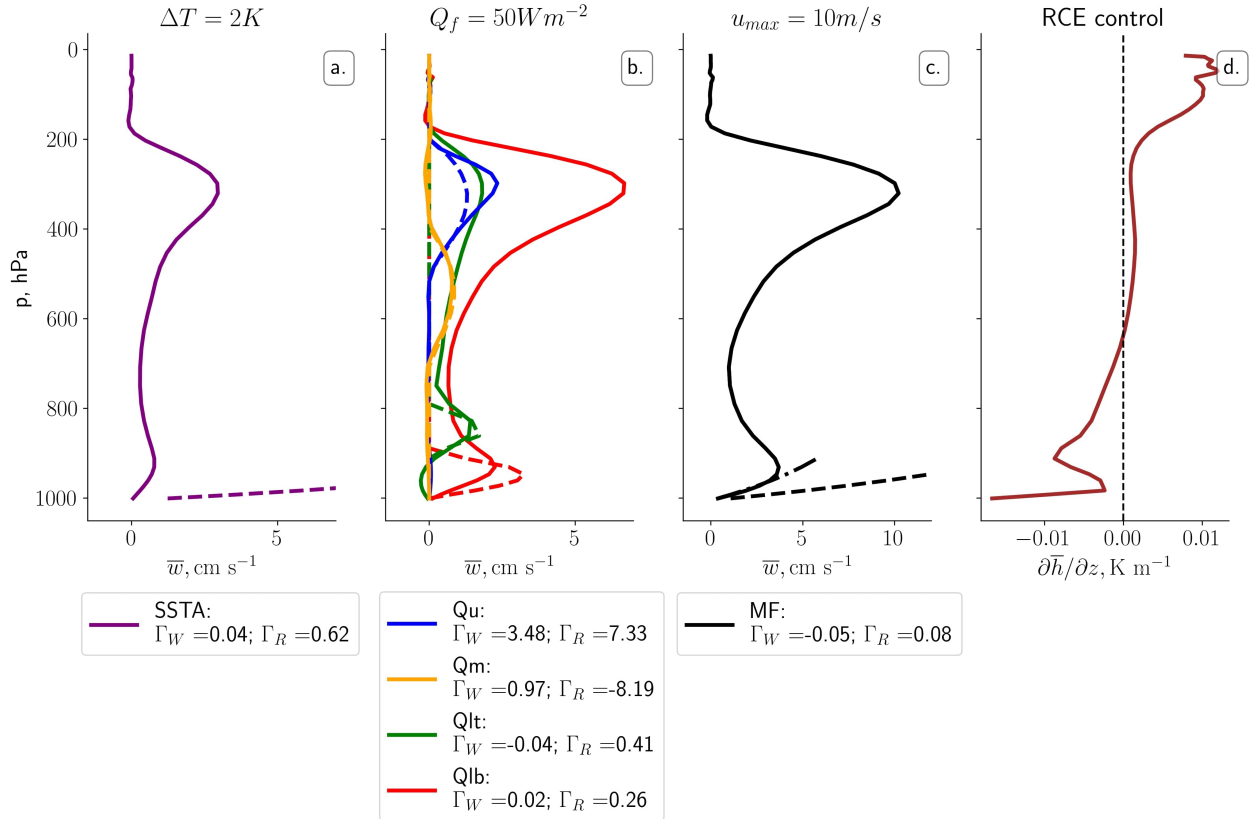 ΔT = 2K
Q_f = 50Wm⁻²
u_max = 10m/s
RCE control
a.
b.
c.
d.
p, hPa
0
200
400
600
800
1000
0 5
0 5
0 5 10
−0.01 0.00 0.01
w̅, cm s⁻¹
w̅, cm s⁻¹
w̅, cm s⁻¹
∂h̅/∂z, K m⁻¹
SSTA:
Γ_W =0.04; Γ_R =0.62
Qu:
Γ_W =3.48; Γ_R =7.33
Qm:
Γ_W =0.97; Γ_R =-8.19
Qlt:
Γ_W =-0.04; Γ_R =0.41
Qlb:
Γ_W =0.02; Γ_R =0.26
MF:
Γ_W =-0.05; Γ_R =0.08